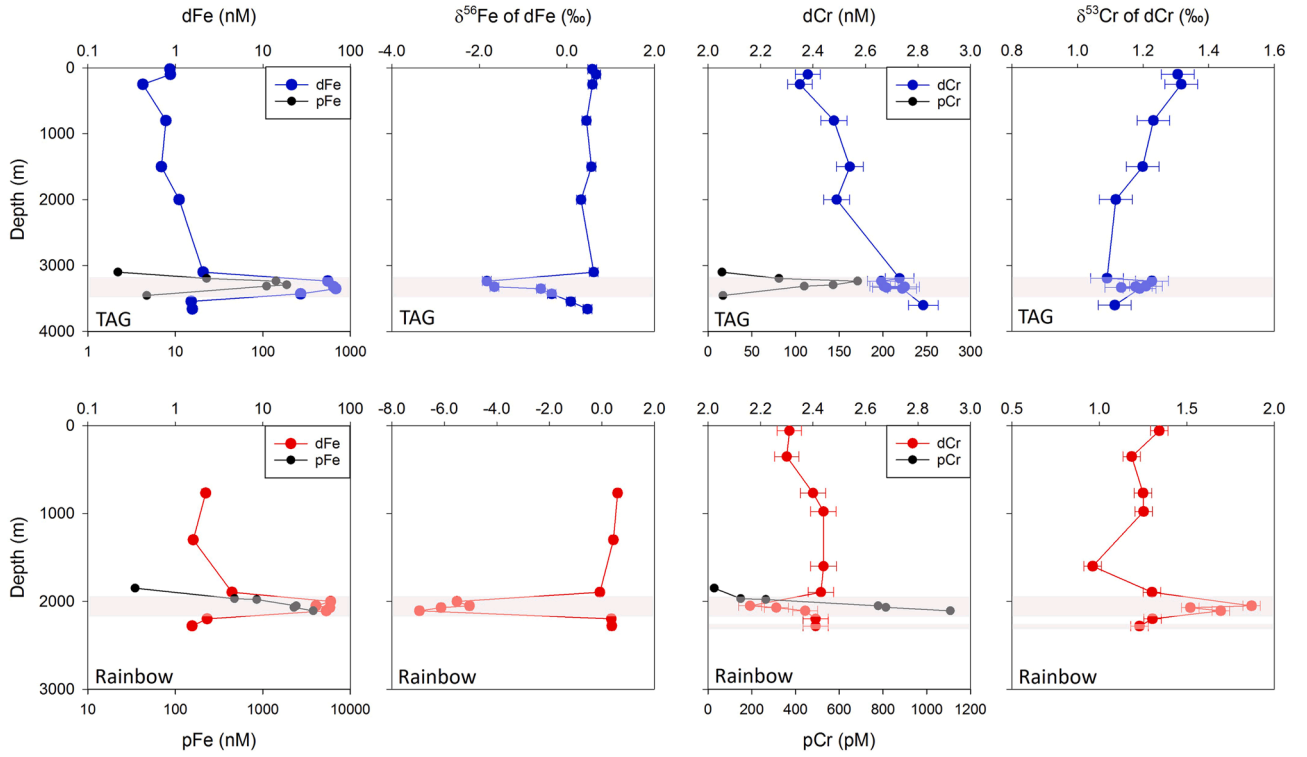 dFe (nM) δ⁵⁶Fe of dFe (‰) dCr (nM) δ⁵³Cr of dCr (‰)
0.1 1 10 100 -4.0 -2.0 0.0 2.0 2.0 2.2 2.4 2.6 2.8 3.0 0.8 1.0 1.2 1.4 1.6
0
dFe
pFe
dCr
pCr
1000
Depth (m)
2000
3000
4000
TAG TAG TAG TAG
1 10 100 1000 0 50 100 150 200 250 300
0.1 1 10 100 -8.0 -6.0 -4.0 -2.0 0.0 2.0 2.0 2.2 2.4 2.6 2.8 3.0 0.5 1.0 1.5 2.0
0
dFe
pFe
dCr
pCr
1000
Depth (m)
2000
Rainbow Rainbow Rainbow Rainbow
3000
10 100 1000 10000 0 200 400 600 800 1000 1200
pFe (nM) pCr (pM)